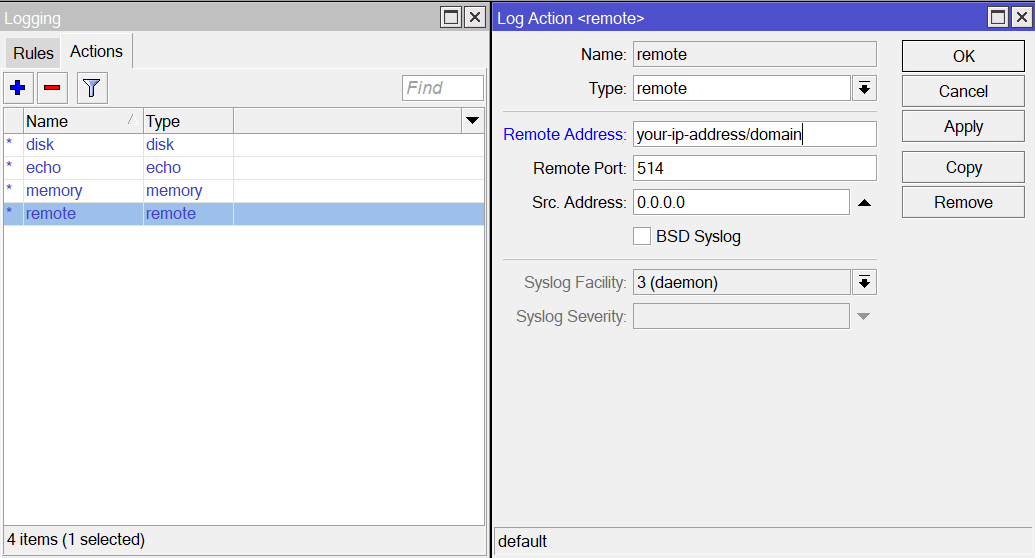 Logging
Rules Actions
Find
Name Type
* disk disk
* echo echo
* memory memory
* remote remote
4 items (1 selected)
Log Action <remote>
Name: remote
Type: remote
Remote Address: your-ip-address/domain
Remote Port: 514
Src. Address: 0.0.0.0
BSD Syslog
Syslog Facility: 3 (daemon)
Syslog Severity:
OK
Cancel
Apply
Copy
Remove
default